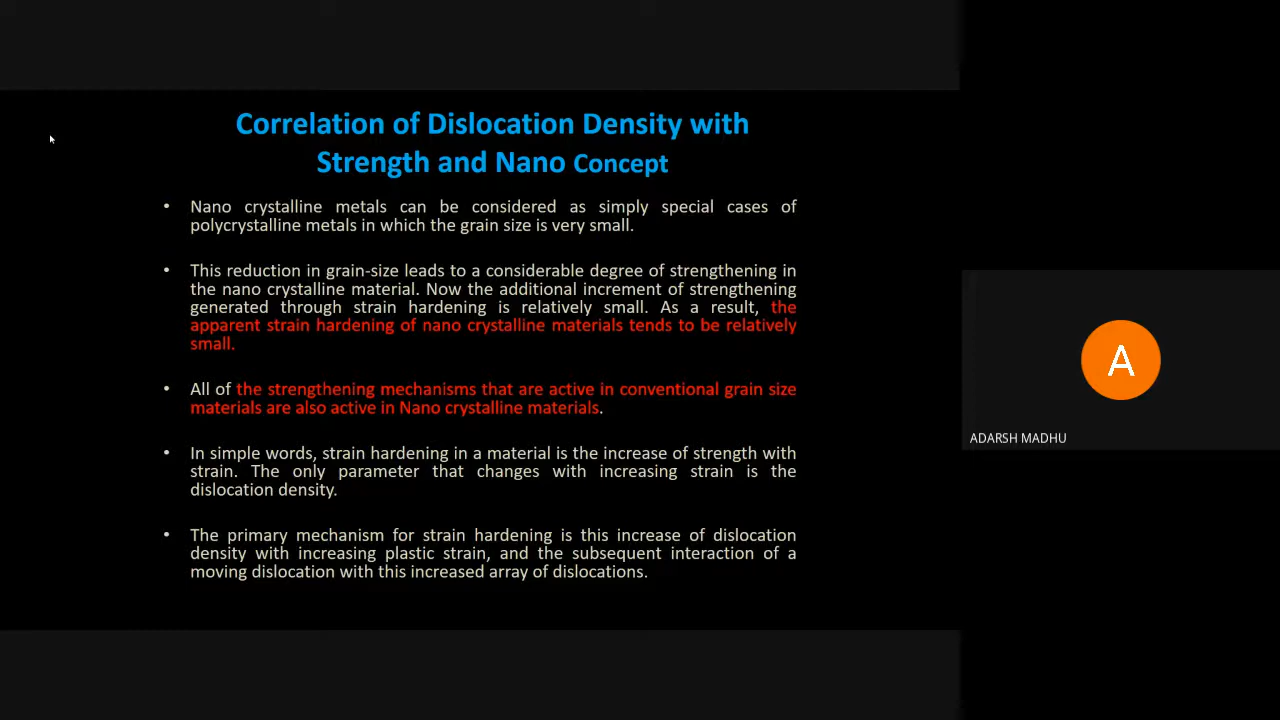 Correlation of Dislocation Density with
Strength and Nano Concept
• Nano crystalline metals can be considered as simply special cases of
polycrystalline metals in which the grain size is very small.
• This reduction in grain-size leads to a considerable degree of strengthening in
the nano crystalline material. Now the additional increment of strengthening
generated through strain hardening is relatively small. As a result, the
apparent strain hardening of nano crystalline materials tends to be relatively
small.
• All of the strengthening mechanisms that are active in conventional grain size
materials are also active in Nano crystalline materials.
• In simple words, strain hardening in a material is the increase of strength with
strain. The only parameter that changes with increasing strain is the
dislocation density.
• The primary mechanism for strain hardening is this increase of dislocation
density with increasing plastic strain, and the subsequent interaction of a
moving dislocation with this increased array of dislocations.
A
ADARSH MADHU